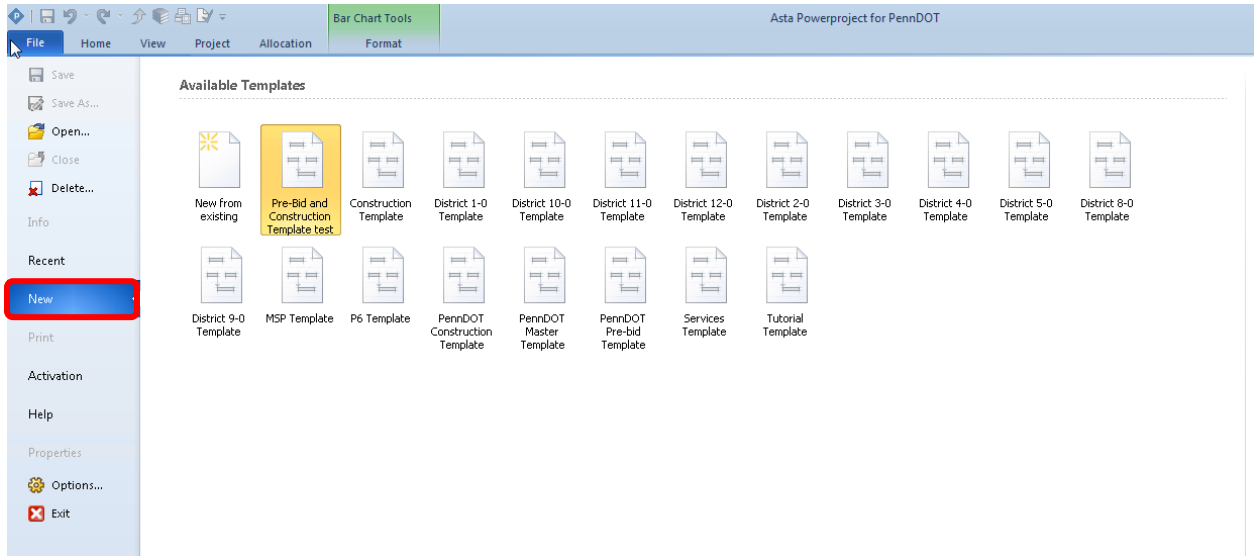 Bar Chart Tools
Asta Powerproject for PennDOT
File Home View Project Allocation Format
Save
Save As...
Open...
Close
Delete...
Info
Recent
New
Print
Activation
Help
Properties
Options...
Exit
Available Templates
New from
existing
Pre-Bid and
Construction
Template test
Construction
Template
District 1-0
Template
District 10-0
Template
District 11-0
Template
District 12-0
Template
District 2-0
Template
District 3-0
Template
District 4-0
Template
District 5-0
Template
District 8-0
Template
District 9-0
Template
MSP Template
P6 Template
PennDOT
Construction
Template
PennDOT
Master
Template
PennDOT
Pre-bid
Template
Services
Template
Tutorial
Template